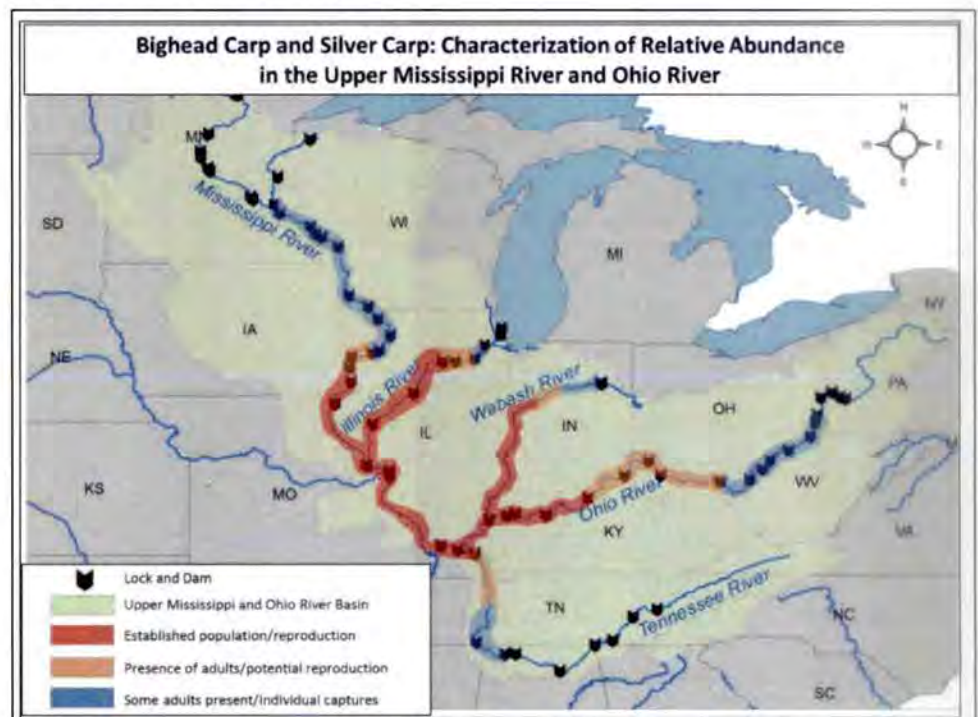 Bighead Carp and Silver Carp: Characterization of Relative Abundance
in the Upper Mississippi River and Ohio River
N
W
E
S
MN
Mississippi River
WI
SD
MI
IA
NY
NE
Illinois River
Wabash River
PA
OH
IN
IL
WV
KS
MO
Ohio River
KY
VA
TN
Tennessee River
NC
SC
Lock and Dam
Upper Mississippi and Ohio River Basin
Established population/reproduction
Presence of adults/potential reproduction
Some adults present/individual captures